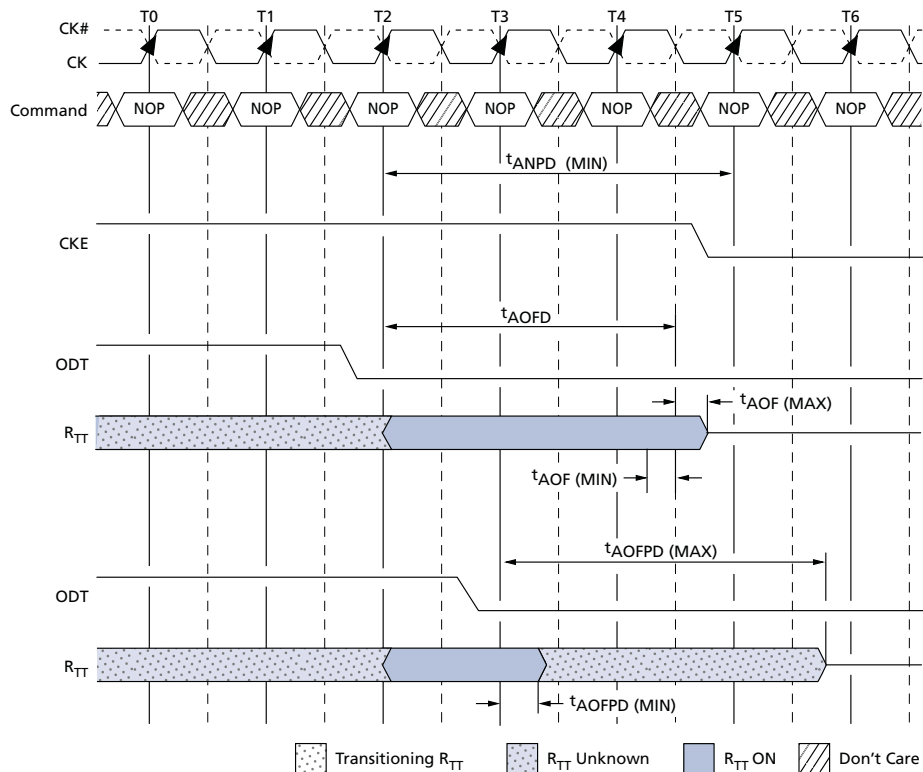 T0 T1 T2 T3 T4 T5 T6
CK#
CK
Command NOP NOP NOP NOP NOP NOP NOP
tANPD (MIN)
CKE
tAOFD
ODT
tAOF (MAX)
RTT
tAOF (MIN)
tAOFPD (MAX)
ODT
RTT
tAOFPD (MIN)
Transitioning RTT RTT Unknown RTT ON Don't Care